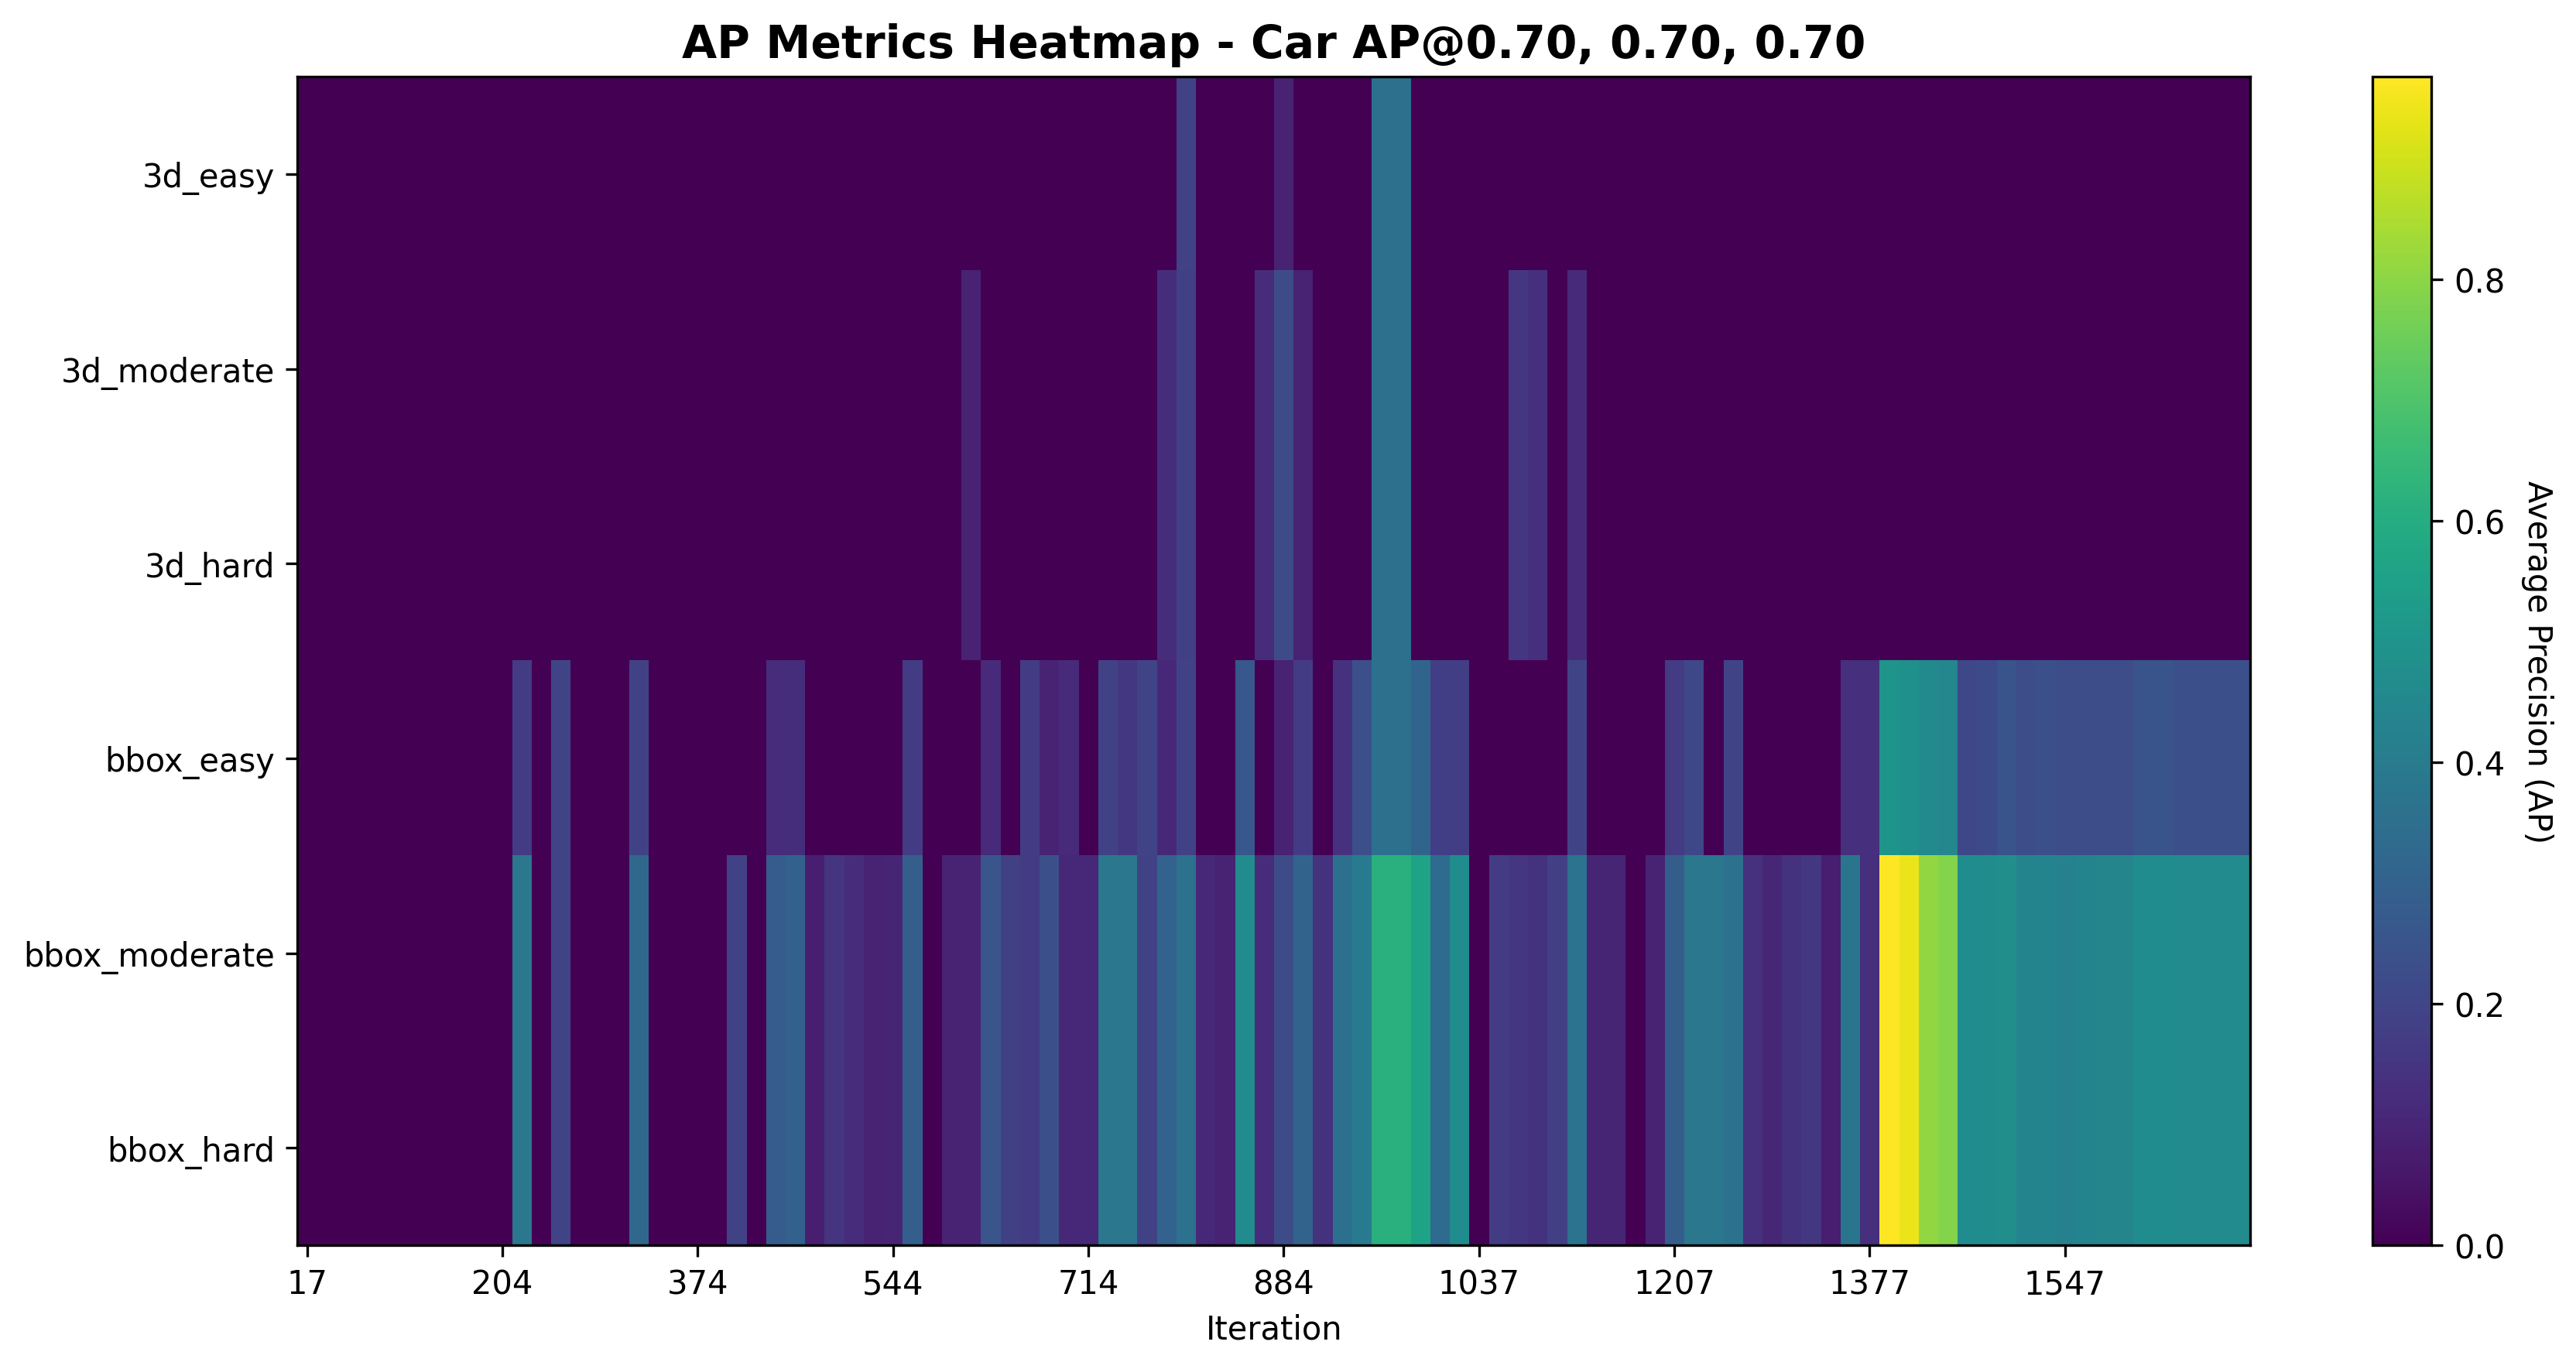 AP Metrics Heatmap - Car AP@0.70, 0.70, 0.70
3d_easy
3d_moderate
3d_hard
bbox_easy
bbox_moderate
bbox_hard
17 204 374 544 714 884 1037 1207 1377 1547
Iteration
0.8
0.6
0.4
0.2
0.0
Average Precision (AP)